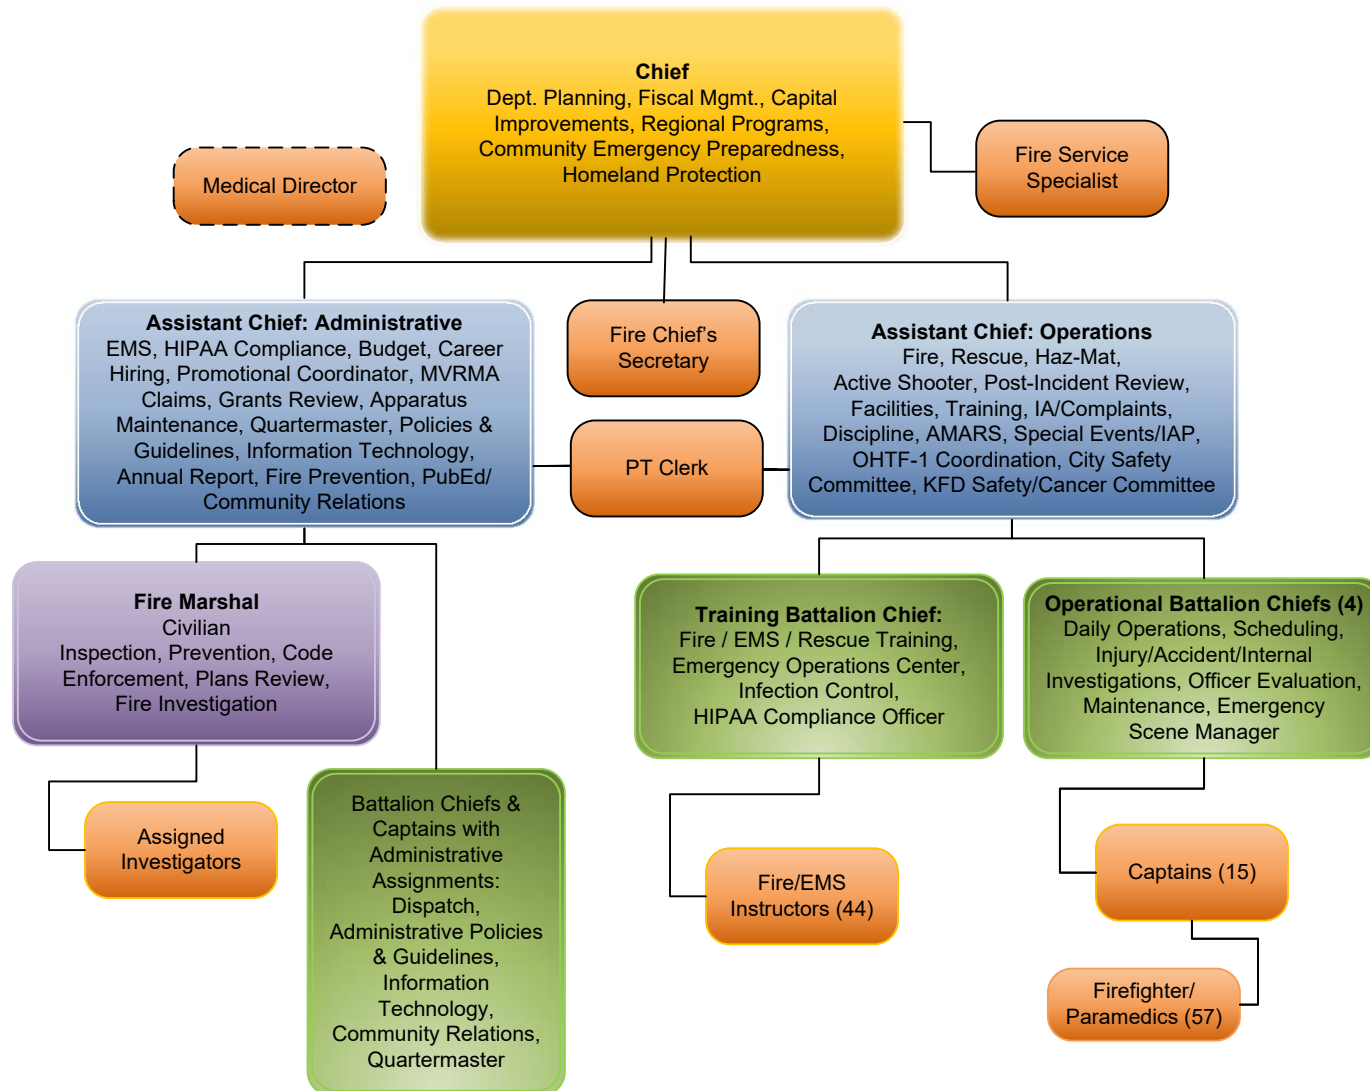 Chief
Dept. Planning, Fiscal Mgmt., Capital
Improvements, Regional Programs,
Community Emergency Preparedness,
Homeland Protection
Medical Director
Fire Service
Specialist
Assistant Chief: Administrative
EMS, HIPAA Compliance, Budget, Career
Hiring, Promotional Coordinator, MVRMA
Claims, Grants Review, Apparatus
Maintenance, Quartermaster, Policies &
Guidelines, Information Technology,
Annual Report, Fire Prevention, PubEd/
Community Relations
Fire Chief’s
Secretary
PT Clerk
Assistant Chief: Operations
Fire, Rescue, Haz-Mat,
Active Shooter, Post-Incident Review,
Facilities, Training, IA/Complaints,
Discipline, AMARS, Special Events/IAP,
OHTF-1 Coordination, City Safety
Committee, KFD Safety/Cancer Committee
Fire Marshal
Civilian
Inspection, Prevention, Code
Enforcement, Plans Review,
Fire Investigation
Training Battalion Chief:
Fire / EMS / Rescue Training,
Emergency Operations Center,
Infection Control,
HIPAA Compliance Officer
Operational Battalion Chiefs (4)
Daily Operations, Scheduling,
Injury/Accident/Internal
Investigations, Officer Evaluation,
Maintenance, Emergency
Scene Manager
Assigned
Investigators
Battalion Chiefs &
Captains with
Administrative
Assignments:
Dispatch,
Administrative Policies
& Guidelines,
Information
Technology,
Community Relations,
Quartermaster
Fire/EMS
Instructors (44)
Captains (15)
Firefighter/
Paramedics (57)